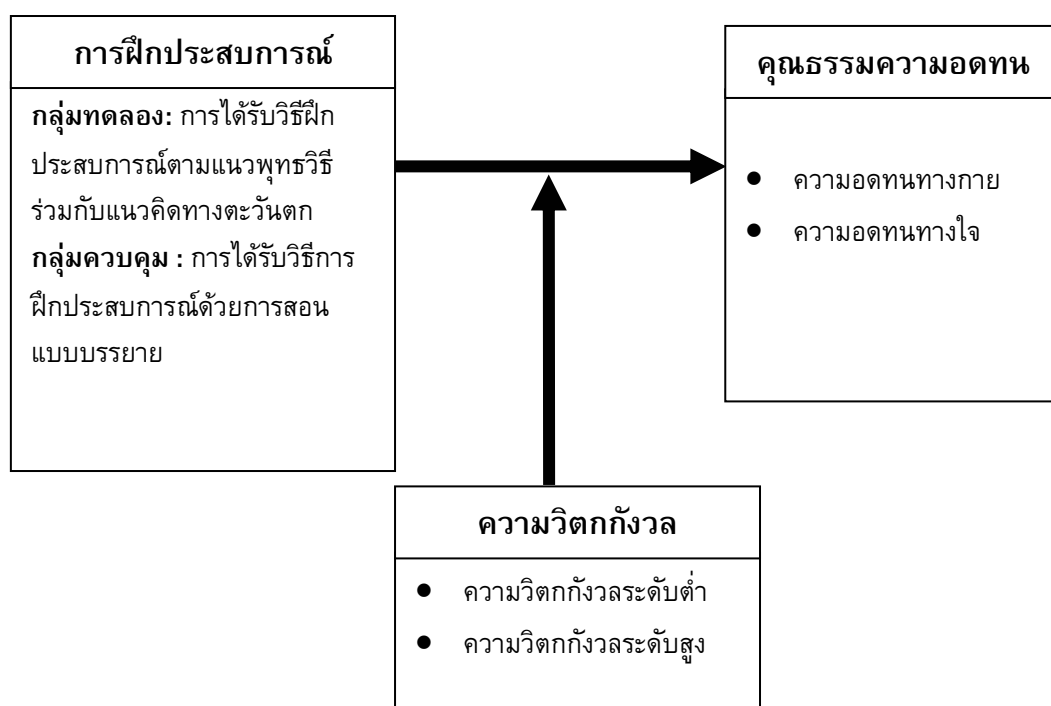 การฝึกประสบการณ์
กลุ่มทดลอง: การได้รับวิธีฝึก
ประสบการณ์ตามแนวพุทธวิธี
ร่วมกับแนวคิดทางตะวันตก
กลุ่มควบคุม : การได้รับวิธีการ
ฝึกประสบการณ์ด้วยการสอน
แบบบรรยาย
คุณธรรมความอดทน
● ความอดทนทางกาย
● ความอดทนทางใจ
ความวิตกกังวล
● ความวิตกกังวลระดับต่ำ
● ความวิตกกังวลระดับสูง